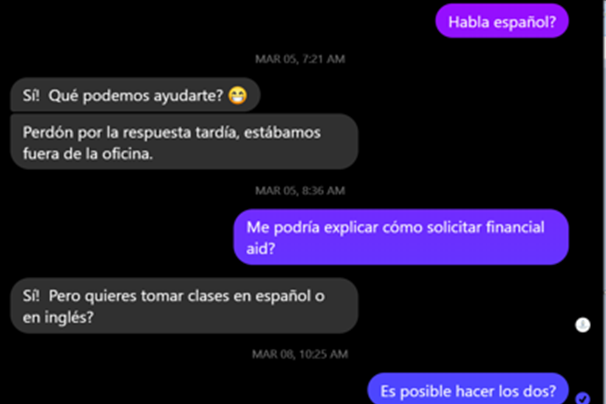 Habla español?
MAR 05, 7:21 AM
Sí!  Qué podemos ayudarte? 😁
Perdón por la respuesta tardía, estábamos
fuera de la oficina.
MAR 05, 8:36 AM
Me podría explicar cómo solicitar financial
aid?
Sí!  Pero quieres tomar clases en español o
en inglés?
MAR 08, 10:25 AM
Es posible hacer los dos?